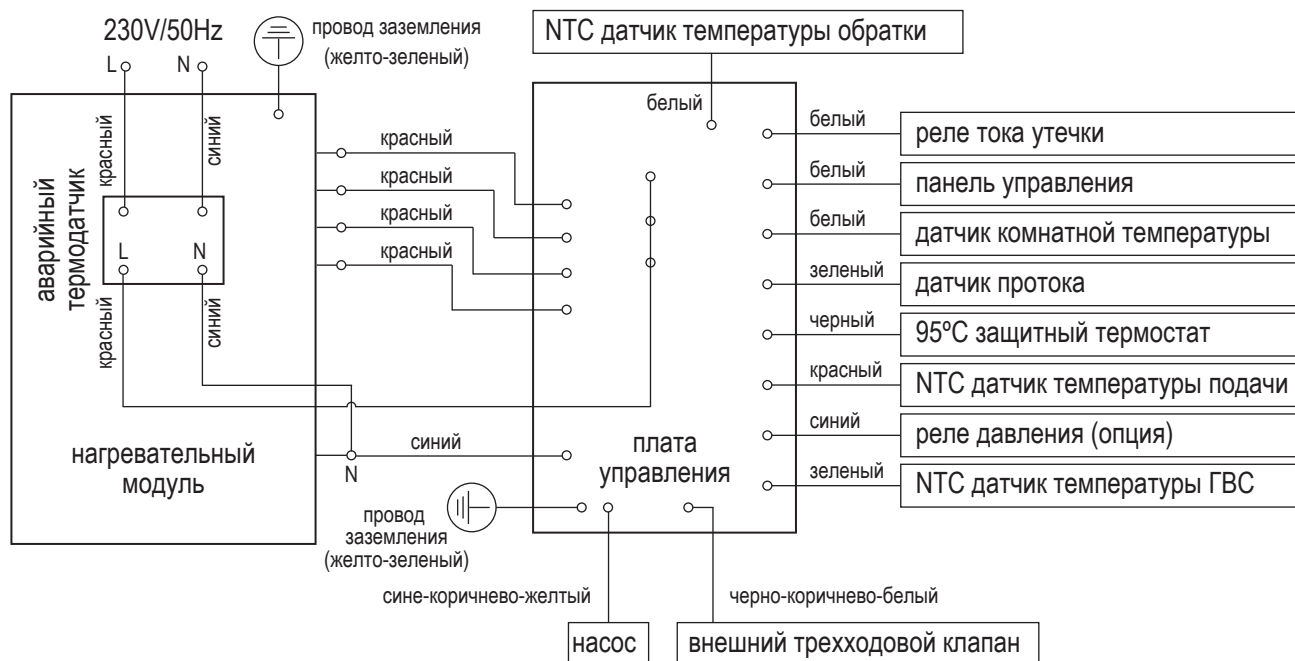 230V/50Hz
L
N
провод заземления
(желто-зеленый)
NTC датчик температуры обратки
белый
красный
синий
аварийный
термодатчик
L
N
красный
синий
красный
красный
красный
красный
нагревательный
модуль
N
синий
провод
заземления
(желто-зеленый)
плата
управления
белый
реле тока утечки
белый
панель управления
белый
датчик комнатной температуры
зеленый
датчик протока
черный
95ºC защитный термостат
красный
NTC датчик температуры подачи
синий
реле давления (опция)
зеленый
NTC датчик температуры ГВС
сине-коричнево-желтый
насос
черно-коричнево-белый
внешний трехходовой клапан